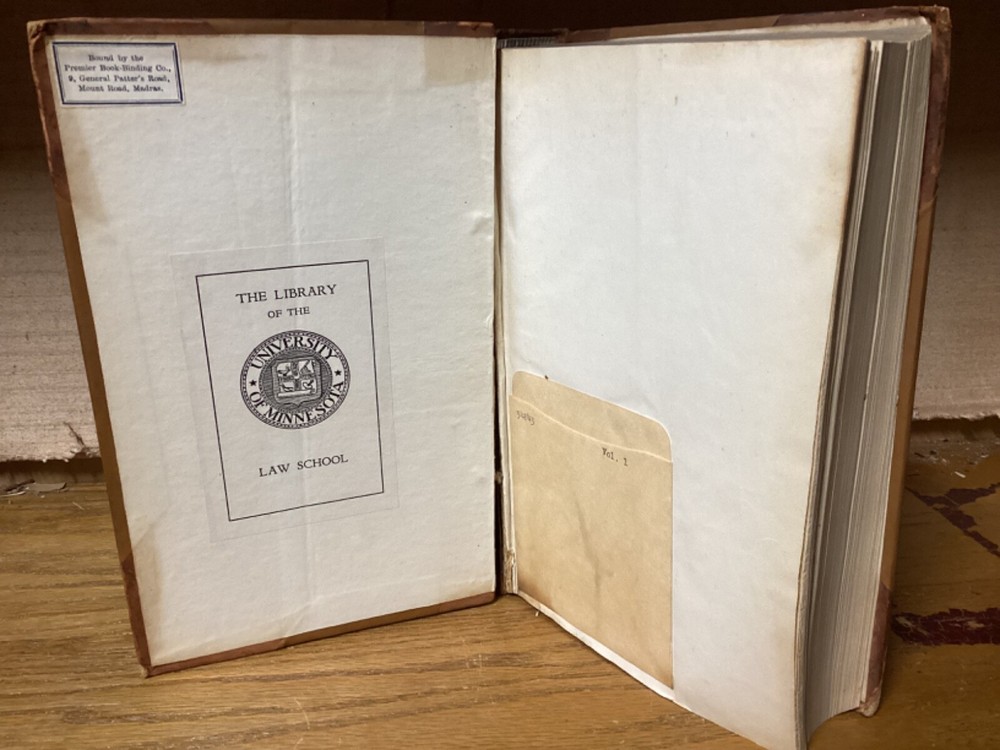 Bound by the
Premier Book-Binding Co.,
9, General Patter's Road,
Mount Road, Madras.
THE LIBRARY
OF THE
UNIVERSITY
OF MINNESOTA
LAW SCHOOL
Vol. 1